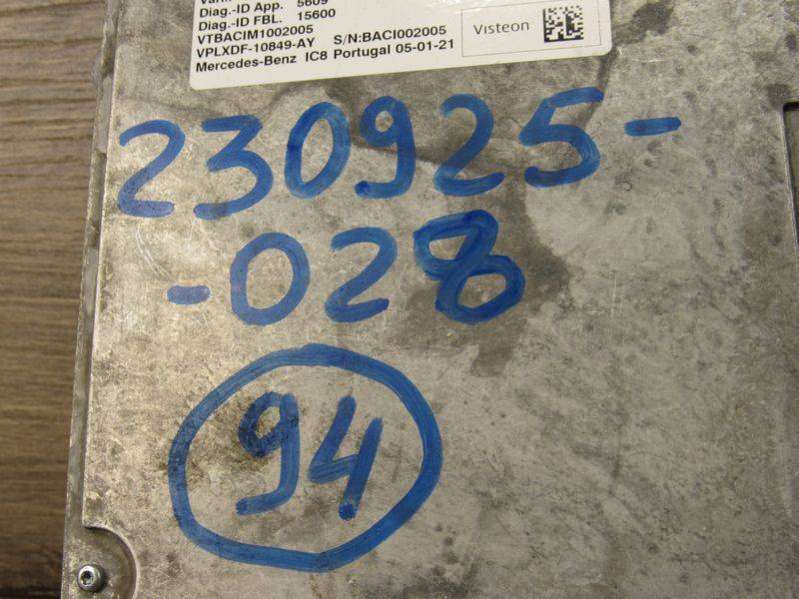 Diag.-ID App. 5609
Diag.-ID FBL. 15600
VTBACIM1002005
VPLXDF-10849-AY S/N:BACI002005
Mercedes-Benz IC8 Portugal 05-01-21
Visteon
230925-
-028
94